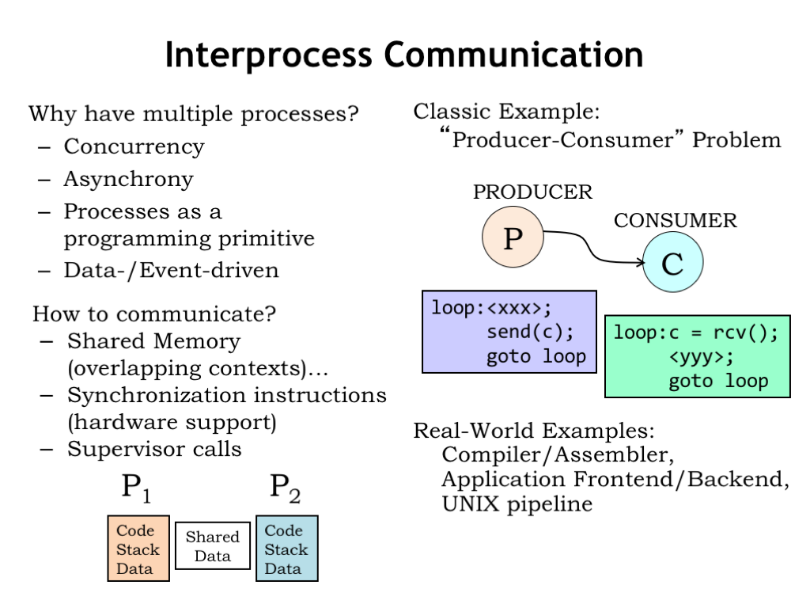 Interprocess Communication
Why have multiple processes?
– Concurrency
– Asynchrony
– Processes as a
programming primitive
– Data-/Event-driven
How to communicate?
– Shared Memory
(overlapping contexts)...
– Synchronization instructions
(hardware support)
– Supervisor calls
P1
P2
Code
Stack
Data
Shared
Data
Code
Stack
Data
Classic Example:
“Producer-Consumer” Problem
PRODUCER
CONSUMER
P
C
loop:<xxx>;
send(c);
goto loop
loop:c = rcv();
<yyy>;
goto loop
Real-World Examples:
Compiler/Assembler,
Application Frontend/Backend,
UNIX pipeline